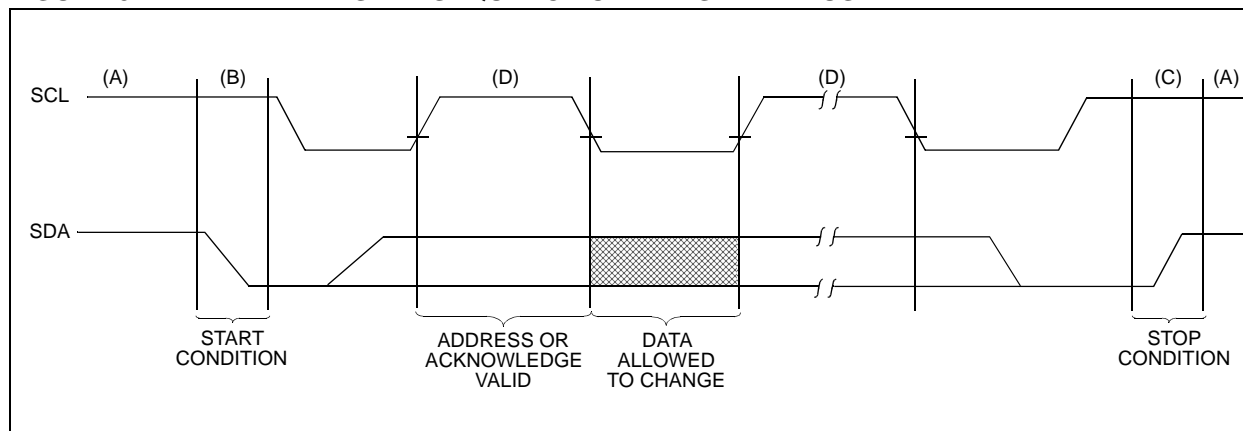 (A)
(B)
(D)
(D)
(C)
(A)
SCL
SDA
START
CONDITION
ADDRESS OR
ACKNOWLEDGE
VALID
DATA
ALLOWED
TO CHANGE
STOP
CONDITION